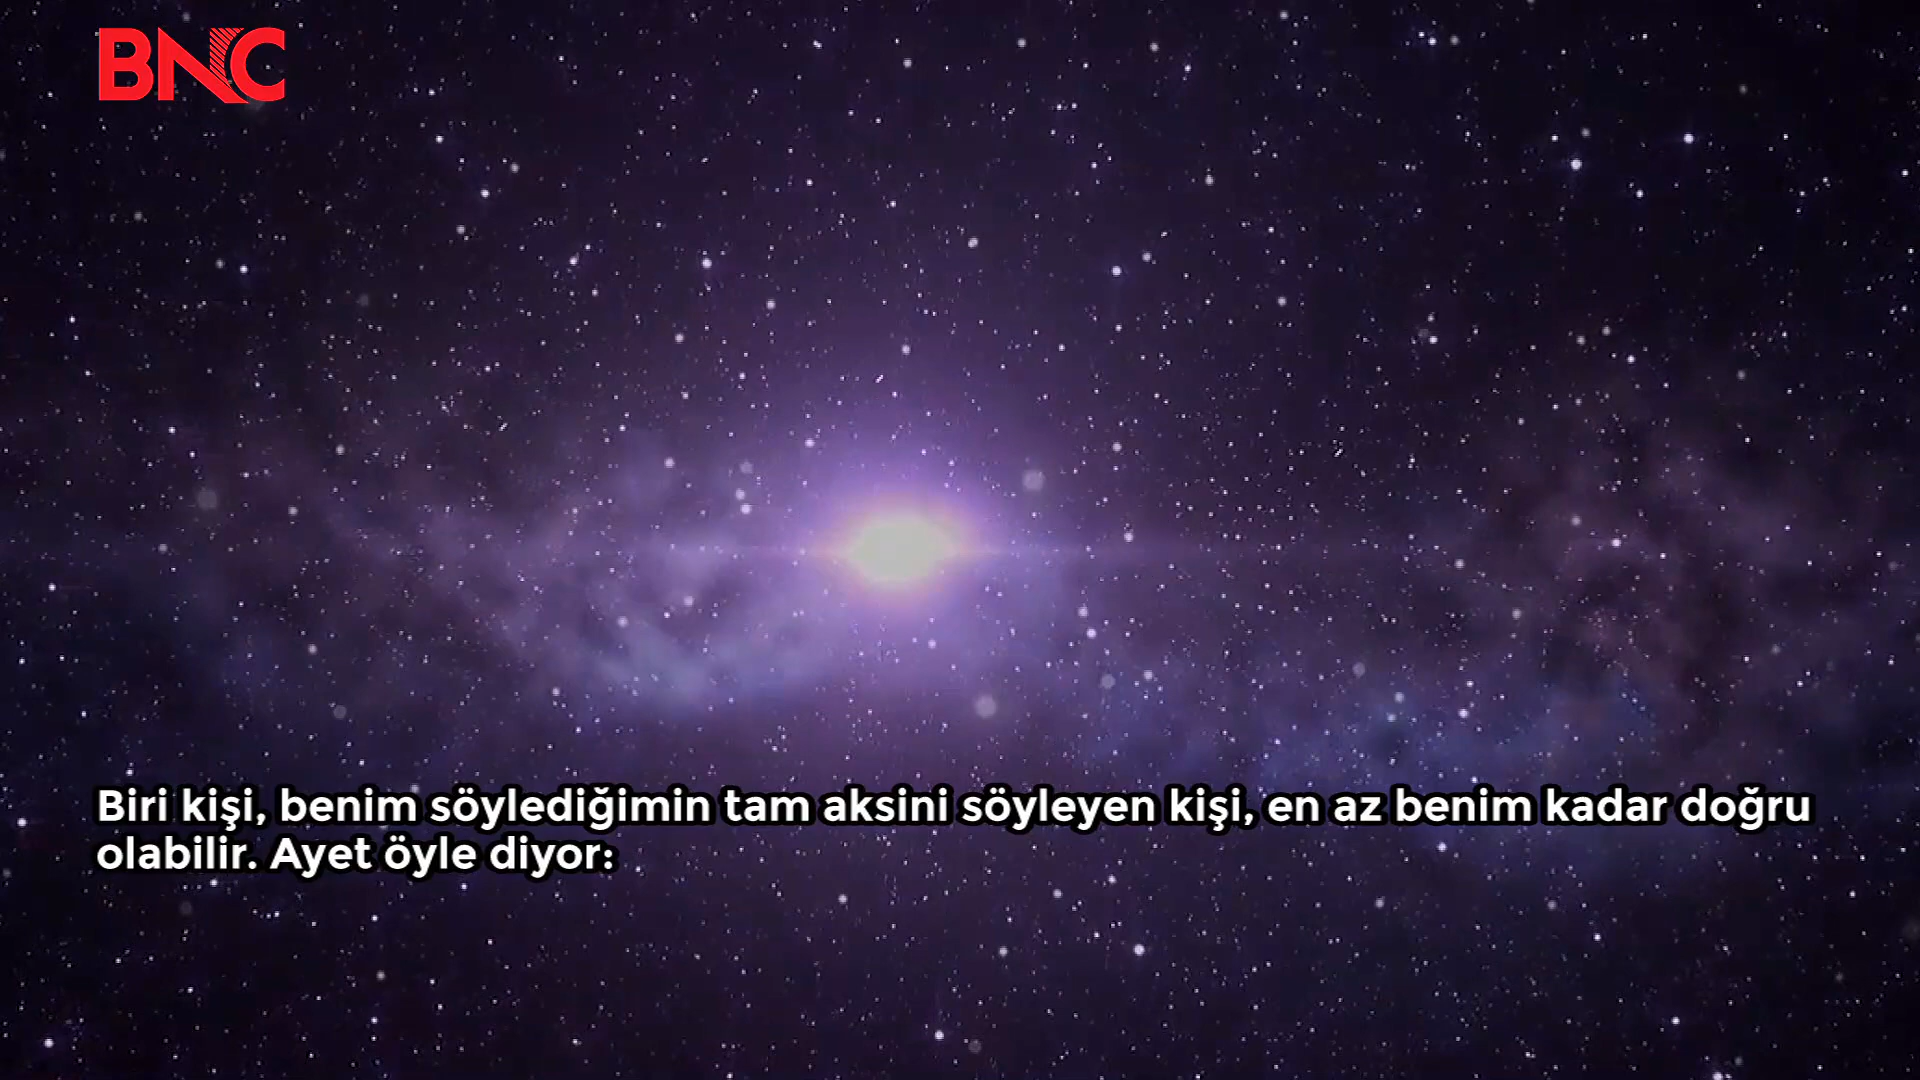 BNC
Biri kişi, benim söylediğimin tam aksini söyleyen kişi, en az benim kadar doğru
olabilir. Ayet öyle diyor: